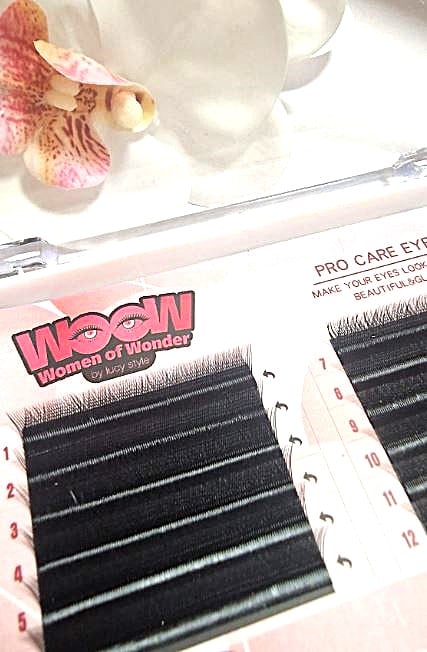 WOOW
Women of Wonder
by lucy style
PRO CARE EYE
MAKE YOUR EYES LOOK
BEAUTIFUL&GL
1
2
3
4
5
7
8
9
10
11
12